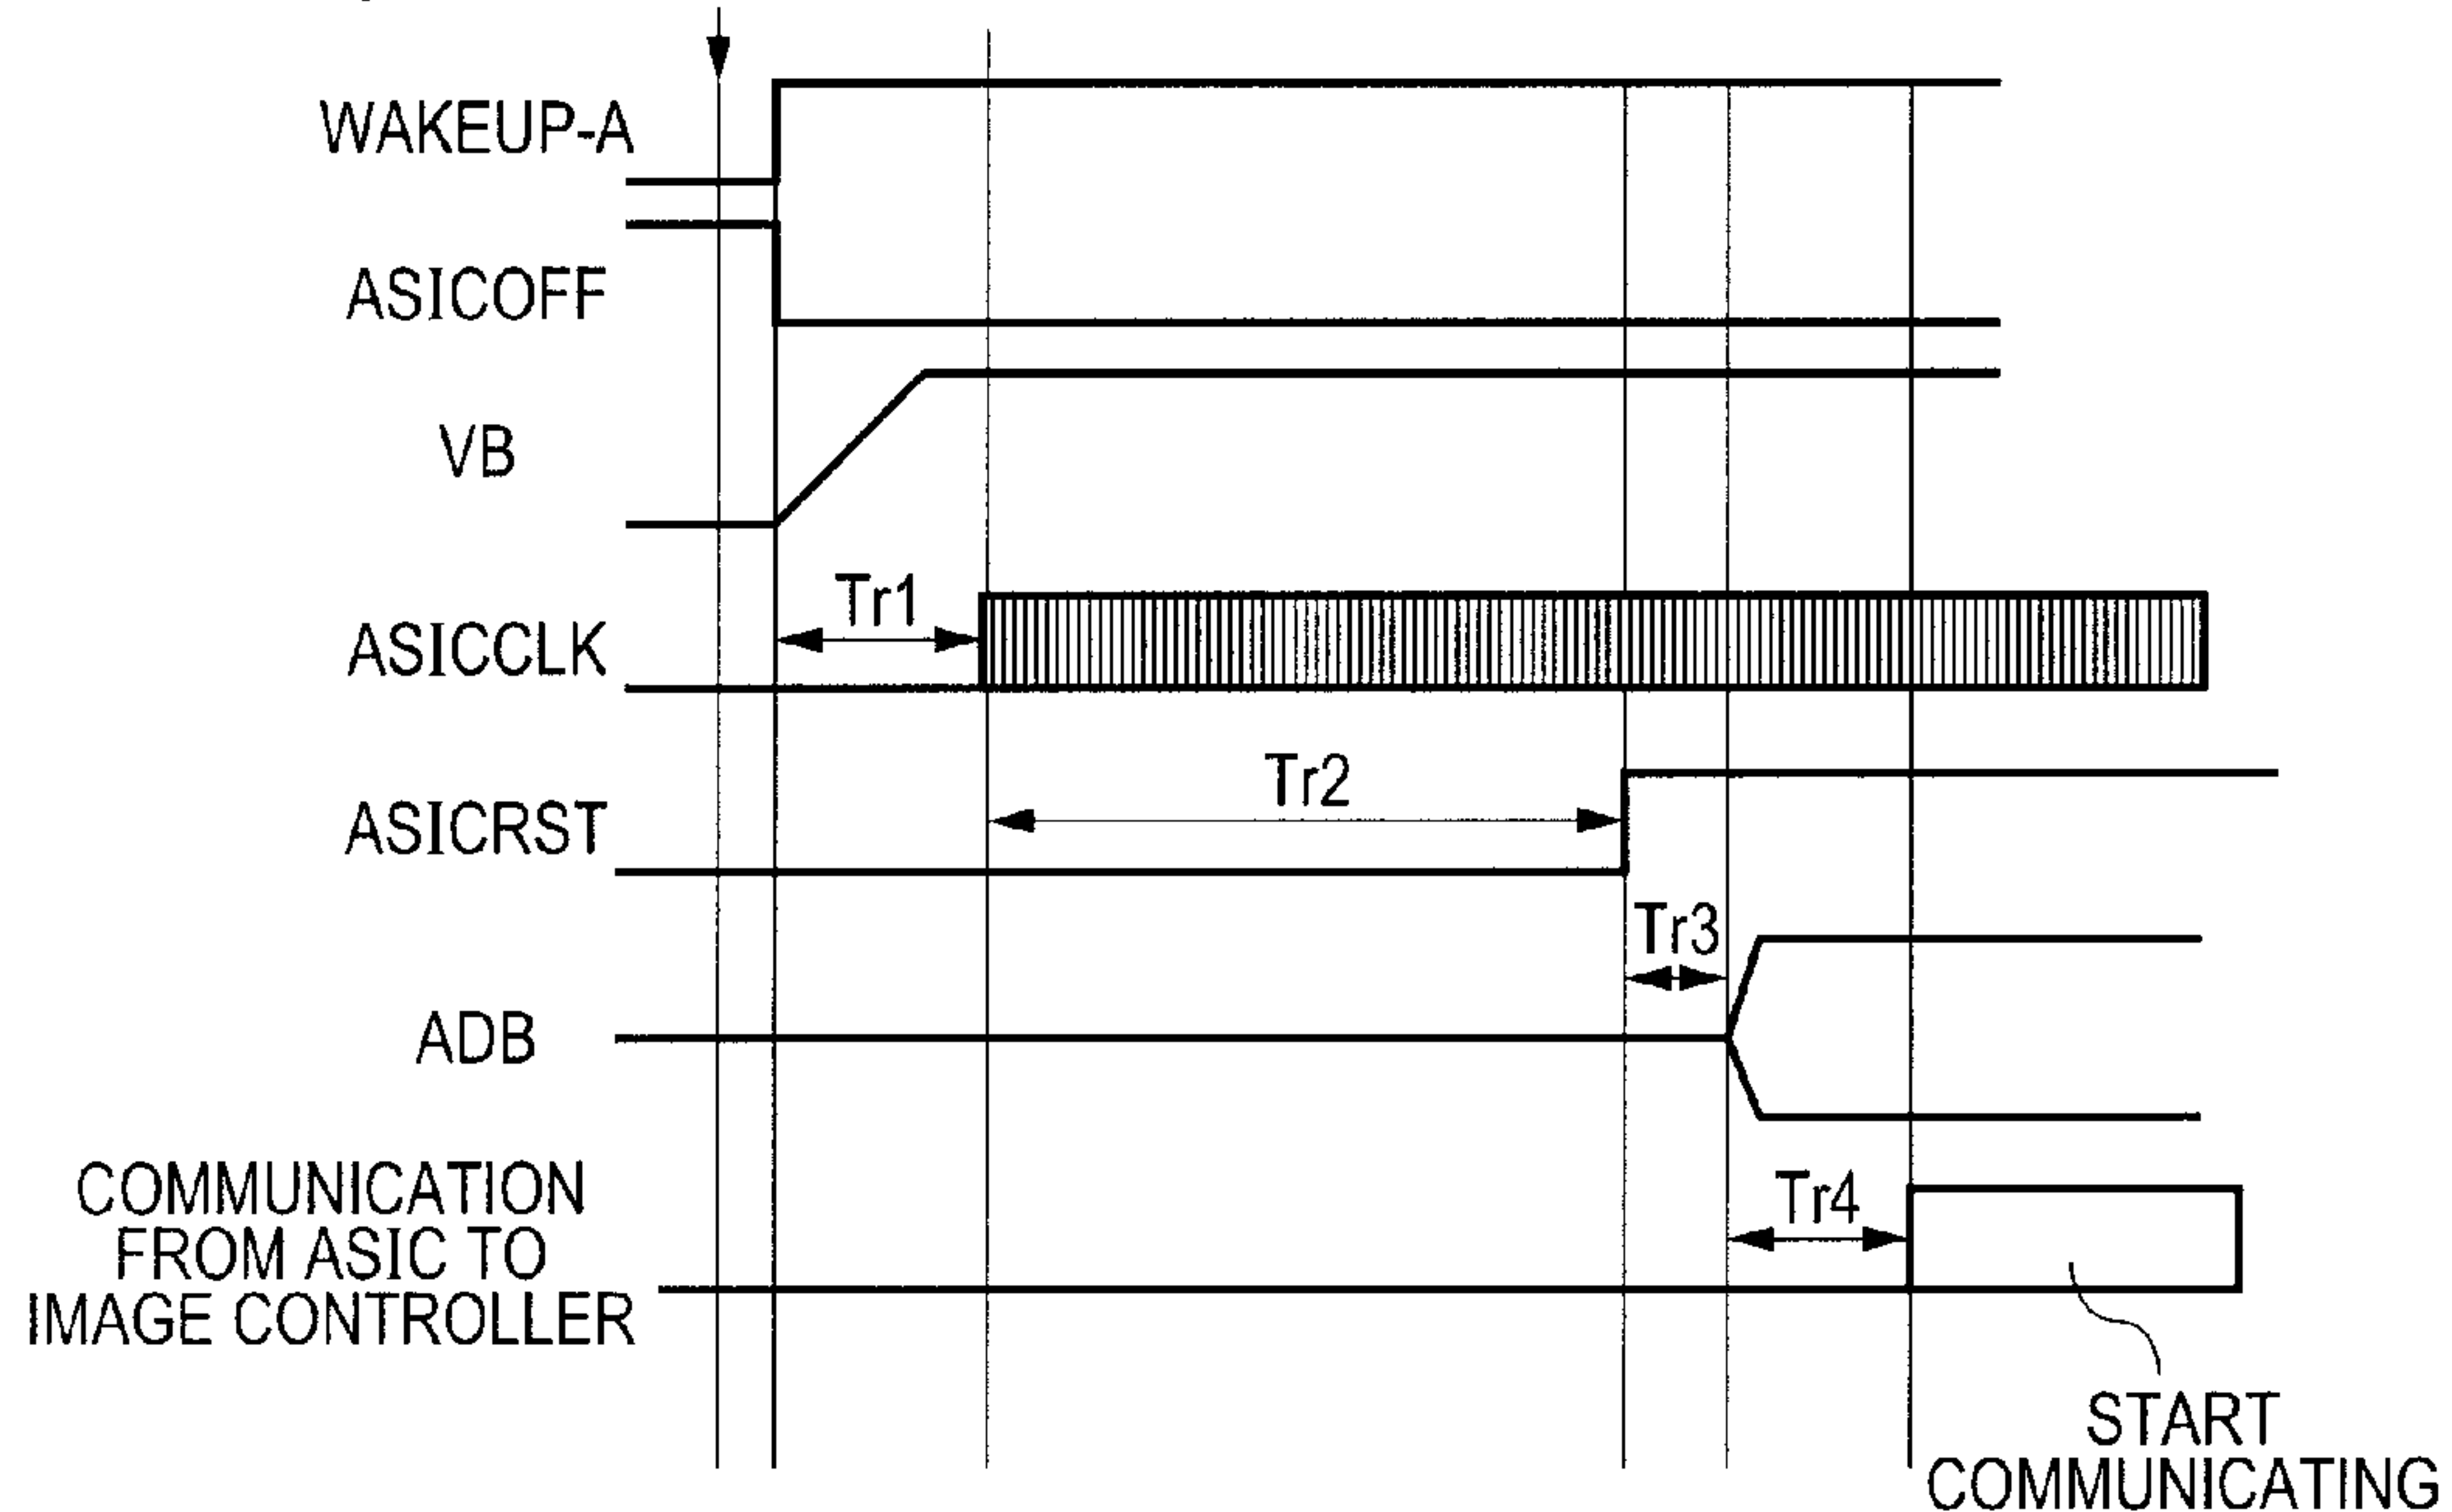 WAKEUP-A
ASICOFF
VB
Tr1
ASICCLK
Tr2
ASICRST
Tr3
ADB
Tr4
COMMUNICATION
FROM ASIC TO
IMAGE CONTROLLER
START
COMMUNICATING